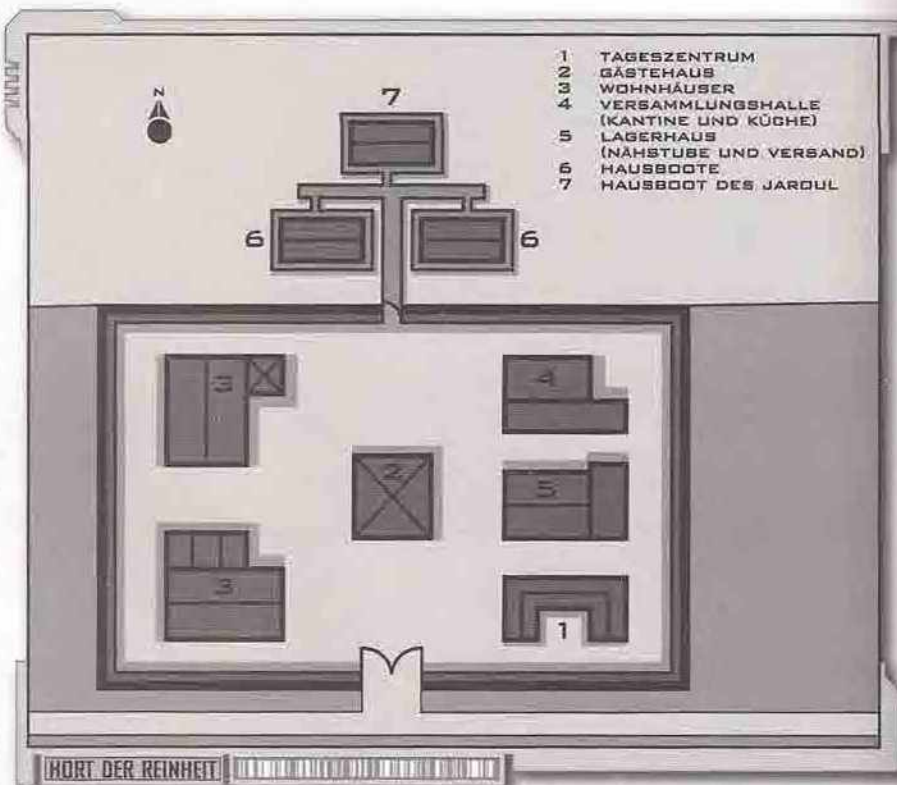 1 TAGESZENTRUM
2 GÄSTEHAUS
3 WOHNHÄUSER
4 VERSAMMLUNGSHALLE
(KANTINE UND KÜCHE)
5 LAGERHAUS
(NÄHSTUBE UND VERSAND)
6 HAUSBOOTE
7 HAUSBOOT DES JAROUL
N
7
6 6
3 4
2
5
3
1
HORT DER REINHEIT